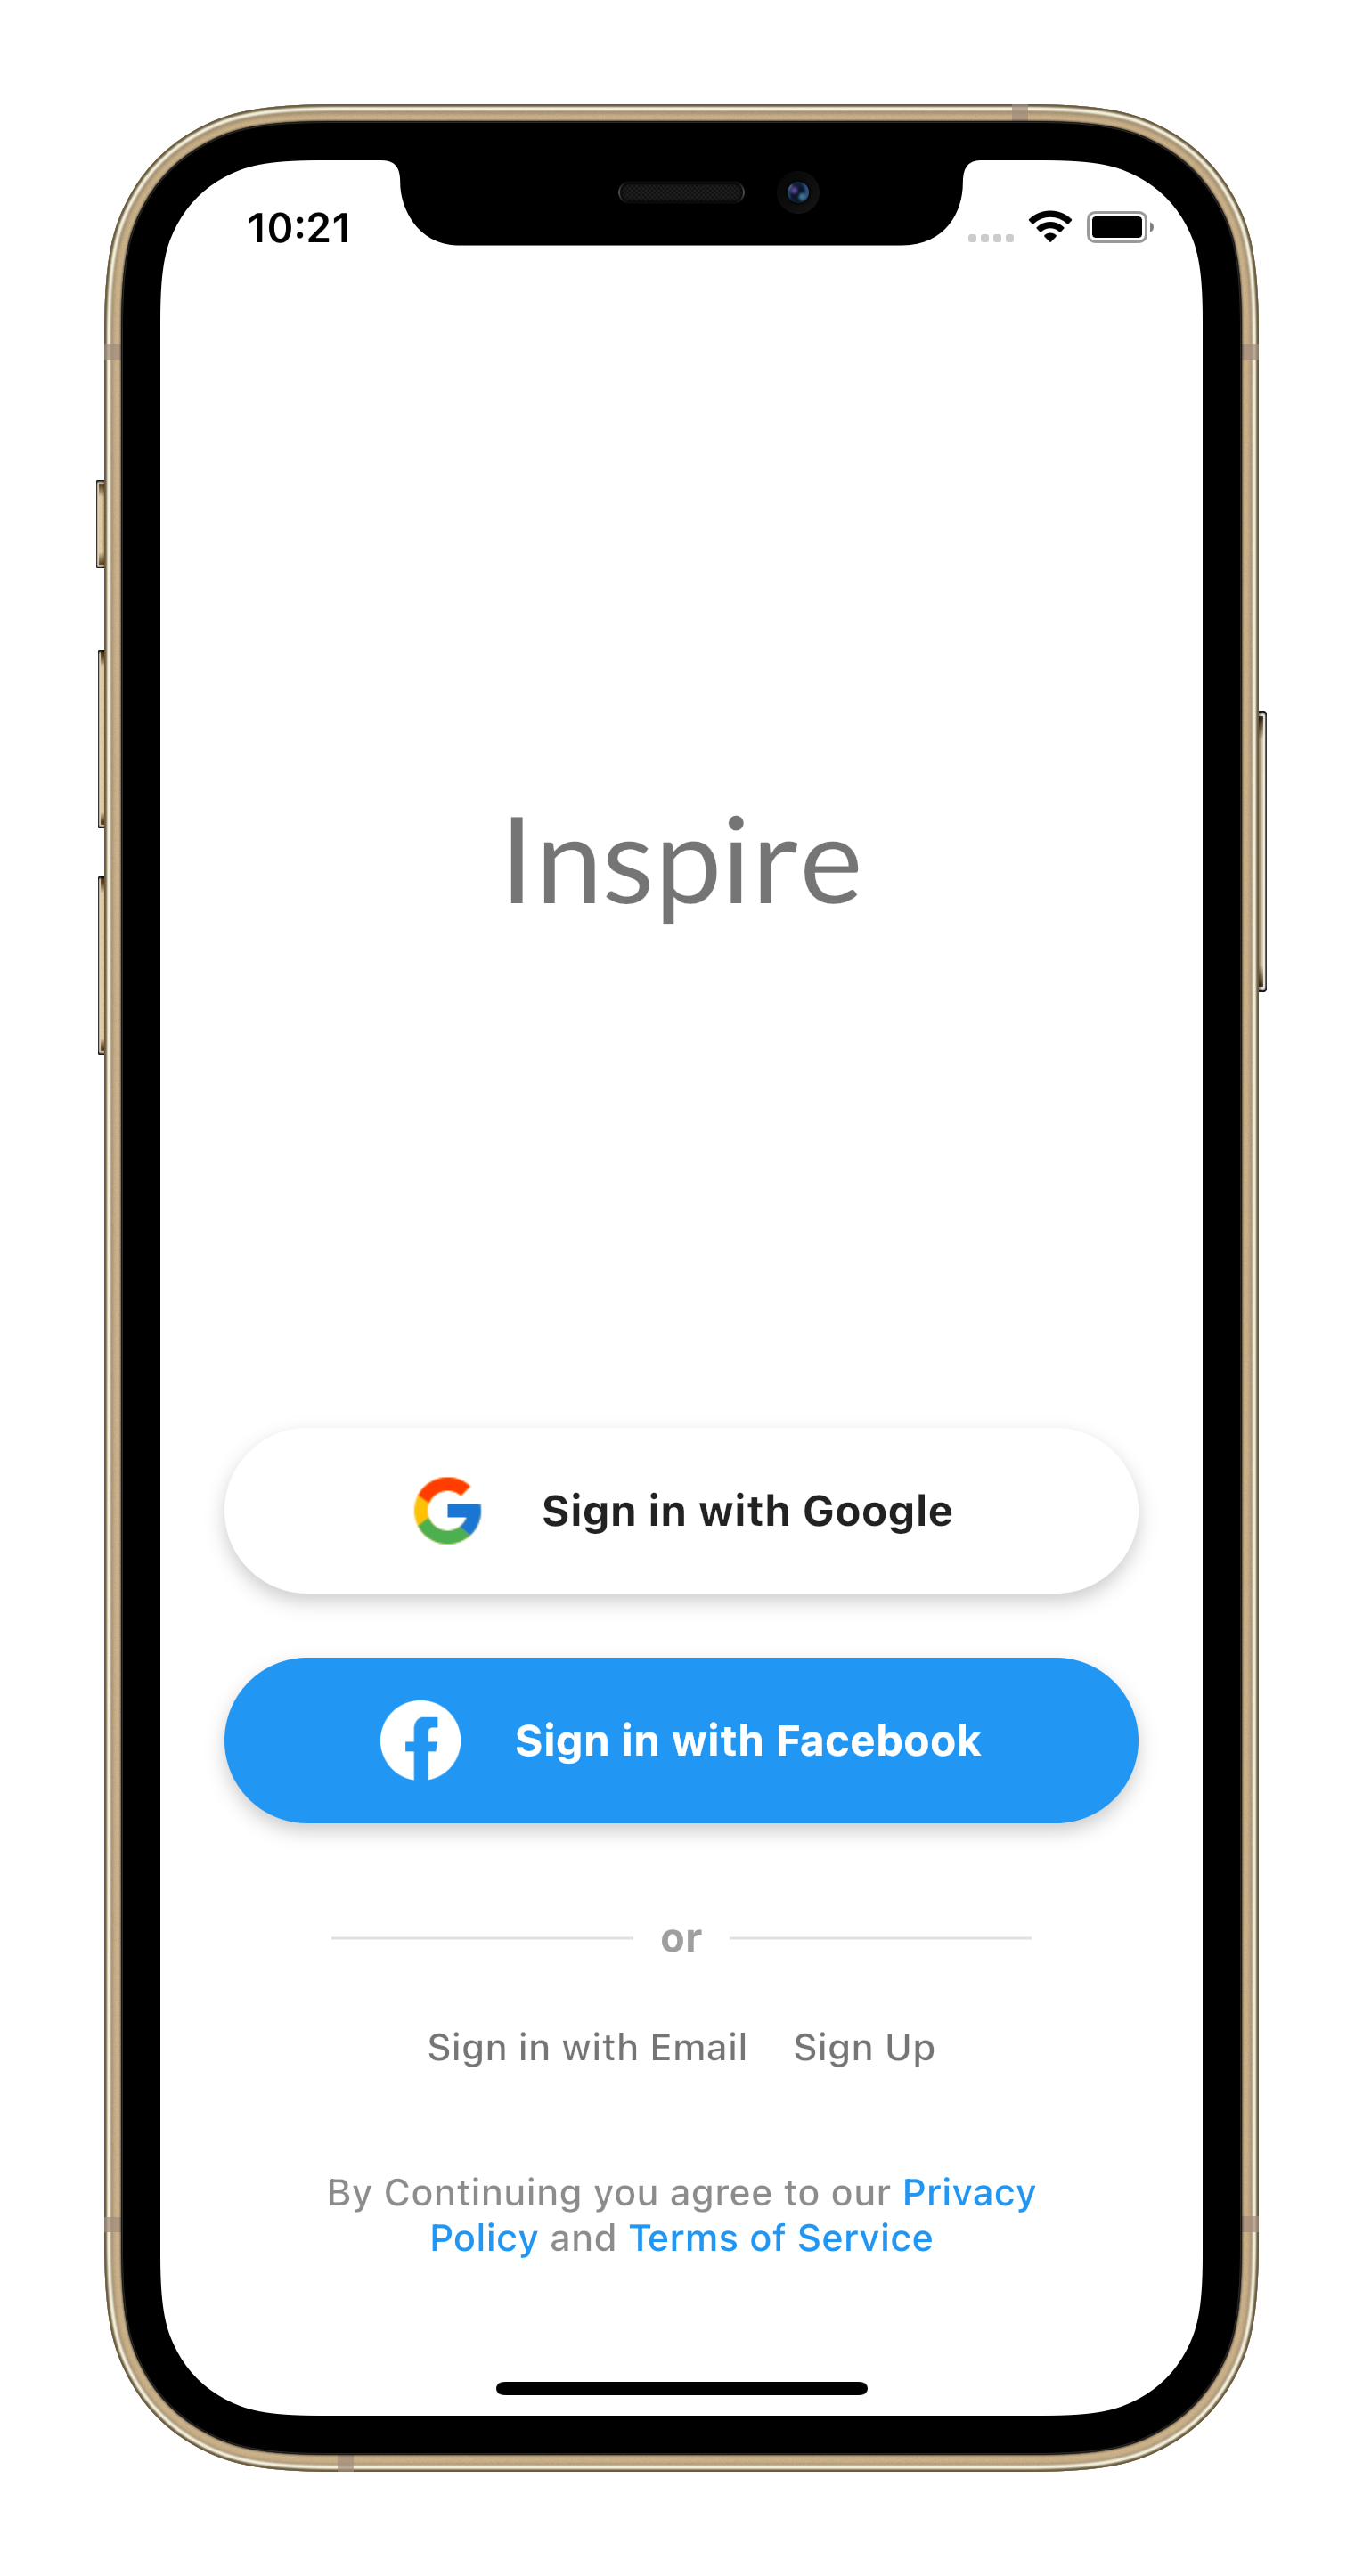 10:21
Inspire
Sign in with Google
Sign in with Facebook
or
Sign in with Email Sign Up
By Continuing you agree to our Privacy
Policy and Terms of Service